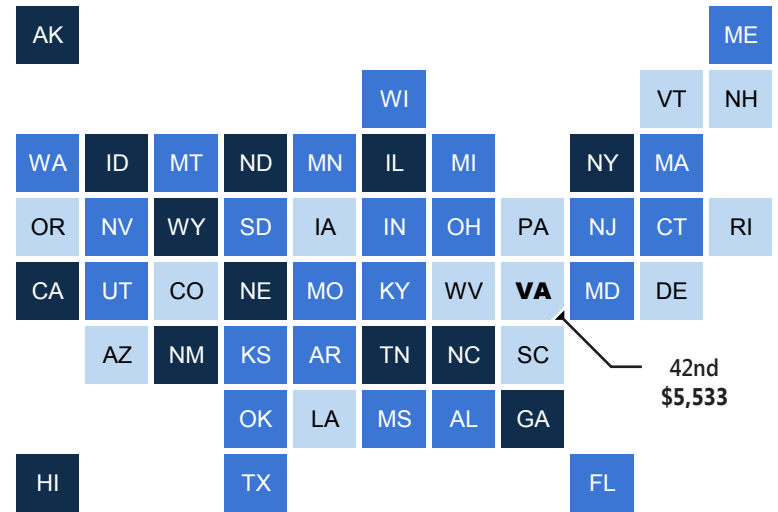 AK ME
WI VT NH
WA ID MT ND MN IL MI NY MA
OR NV WY SD IA IN OH PA NJ CT RI
CA UT CO NE MO KY WV VA MD DE
AZ NM KS AR TN NC SC
42nd
$5,533
OK LA MS AL GA
HI TX FL